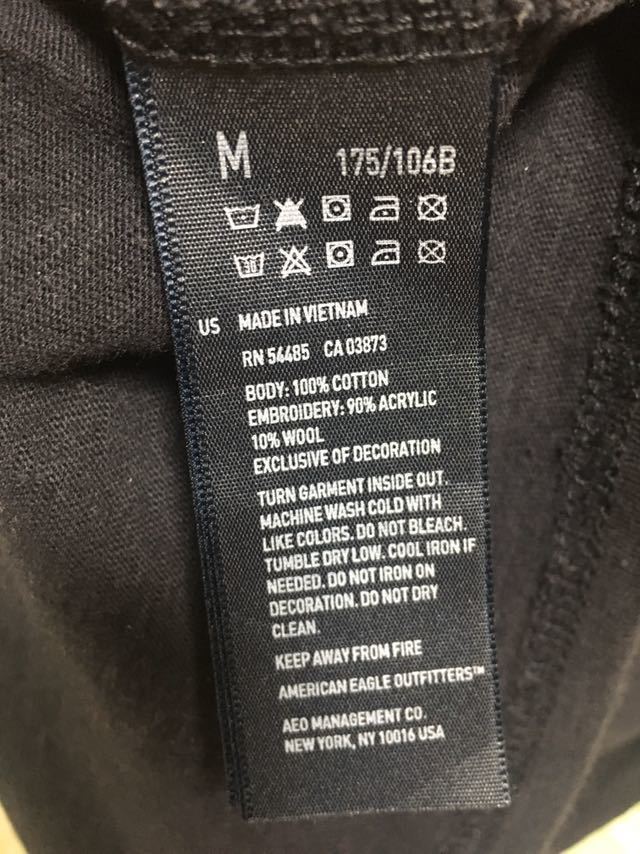 M 175/106B
30
US MADE IN VIETNAM
RN 54485 CA 03873
BODY: 100% COTTON
EMBROIDERY: 90% ACRYLIC
10% WOOL
EXCLUSIVE OF DECORATION
TURN GARMENT INSIDE OUT.
MACHINE WASH COLD WITH
LIKE COLORS. DO NOT BLEACH.
TUMBLE DRY LOW. COOL IRON IF
NEEDED. DO NOT IRON ON
DECORATION. DO NOT DRY
CLEAN.
KEEP AWAY FROM FIRE
AMERICAN EAGLE OUTFITTERS™
AEO MANAGEMENT CO.
NEW YORK, NY 10016 USA